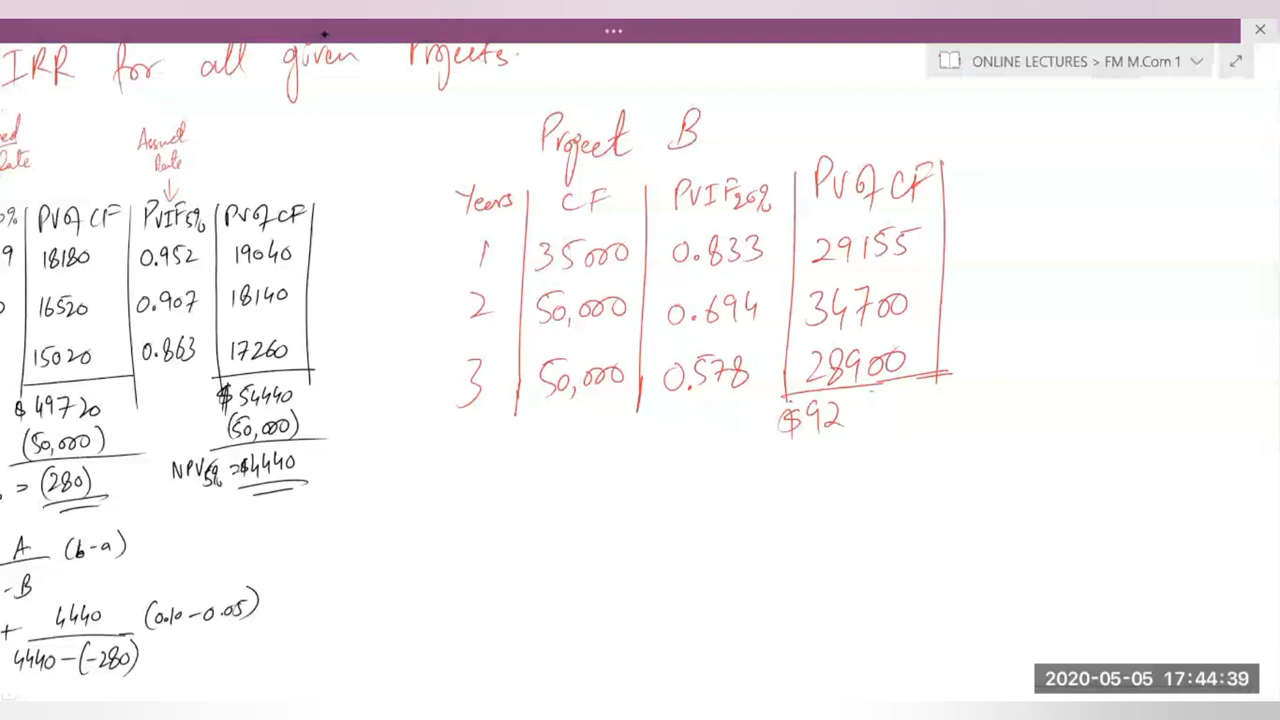 IRR for all given Projects.
ONLINE LECTURES > FM M.Com 1
Assumed
Rate
Project B
Years CF PVIF20% PV of CF
1 35000 0.833 29155
2 50,000 0.694 34700
3 50,000 0.578 28900
$92
0% PV of CF PVIF5% PV of CF
9 18180 0.952 19040
0 16520 0.907 18140
15020 0.863 17260
$49720 $54440
(50,000) (50,000)
= (280) NPV5% = $4440
A (b-a)
-B
+ 4440 (0.10-0.05)
4440-(-280)
2020-05-05 17:44:39